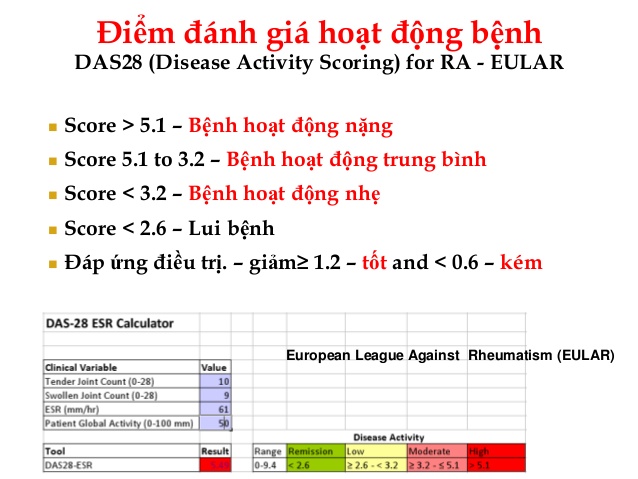 Điểm đánh giá hoạt động bệnh
DAS28 (Disease Activity Scoring) for RA - EULAR
Score > 5.1 – Bệnh hoạt động nặng
Score 5.1 to 3.2 – Bệnh hoạt động trung bình
Score < 3.2 – Bệnh hoạt động nhẹ
Score < 2.6 – Lui bệnh
Đáp ứng điều trị. – giảm≥ 1.2 – tốt and < 0.6 – kém
DAS-28 ESR Calculator
European League Against Rheumatism (EULAR)
Clinical Variable Value
Tender Joint Count (0-28) 10
Swollen Joint Count (0-28) 9
ESR (mm/hr) 61
Patient Global Activity (0-100 mm) 50
Disease Activity
Tool Result Range Remission Low Moderate High
DAS28-ESR 0-9.4 < 2.6 ≥ 2.6 - < 3.2 ≥ 3.2 - ≤ 5.1 > 5.1